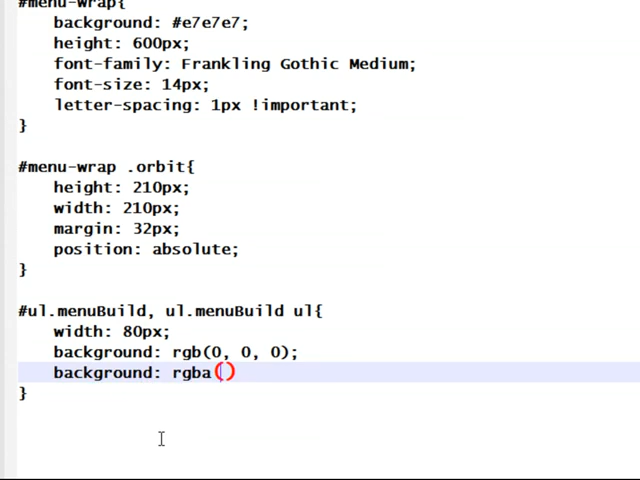 #menu-wrap{
background: #e7e7e7;
height: 600px;
font-family: Frankling Gothic Medium;
font-size: 14px;
letter-spacing: 1px !important;
}
#menu-wrap .orbit{
height: 210px;
width: 210px;
margin: 32px;
position: absolute;
}
#ul.menuBuild, ul.menuBuild ul{
width: 80px;
background: rgb(0, 0, 0);
background: rgba()
}